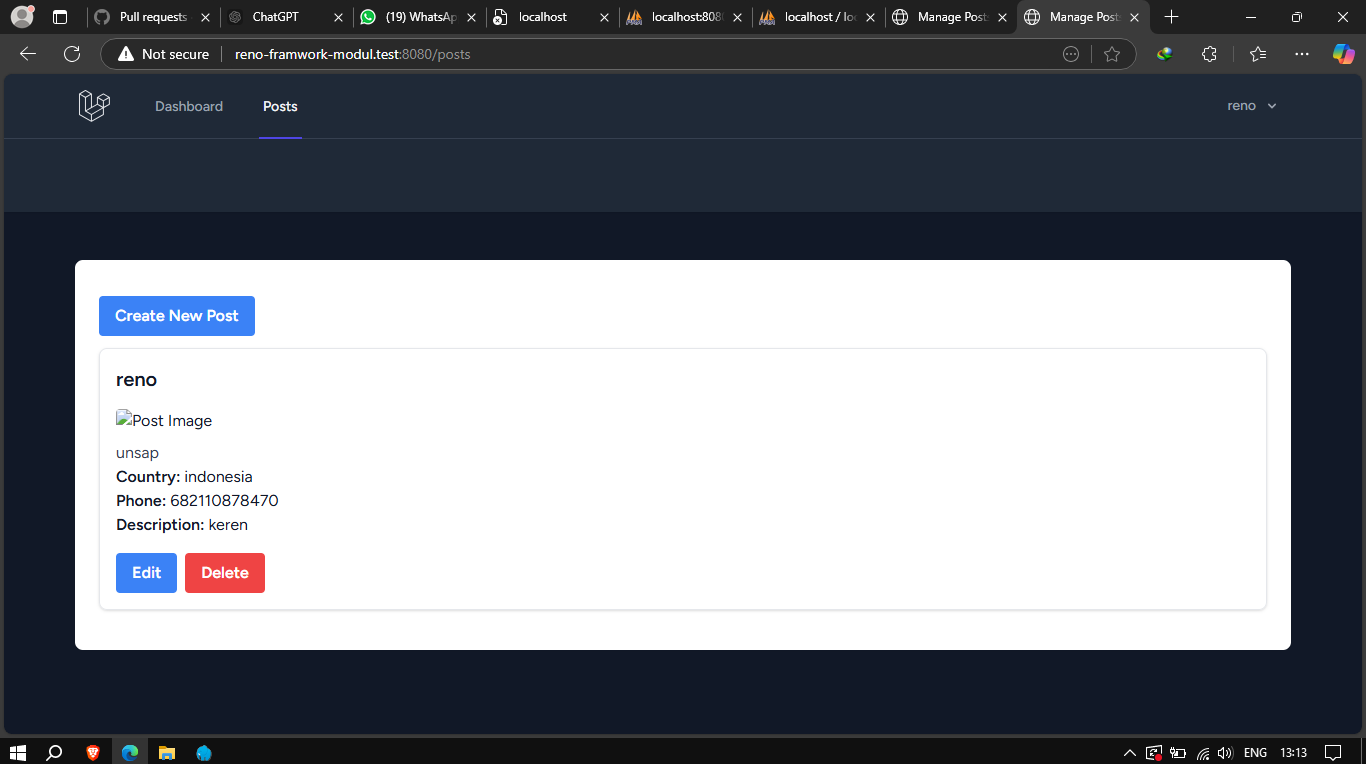 Pull requests
ChatGPT
(19) WhatsAp
localhost
localhost:808
localhost / lo
Manage Posts
Manage Posts
Not secure
reno-framwork-modul.test:8080/posts
Dashboard
Posts
reno
Create New Post
reno
Post Image
unsap
Country: indonesia
Phone: 682110878470
Description: keren
Edit
Delete
ENG
13:13